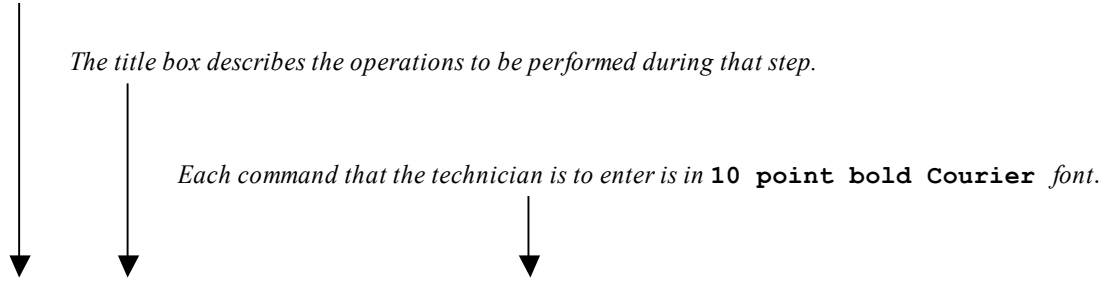 The title box describes the operations to be performed during that step.
Each command that the technician is to enter is in 10 point bold Courier font.